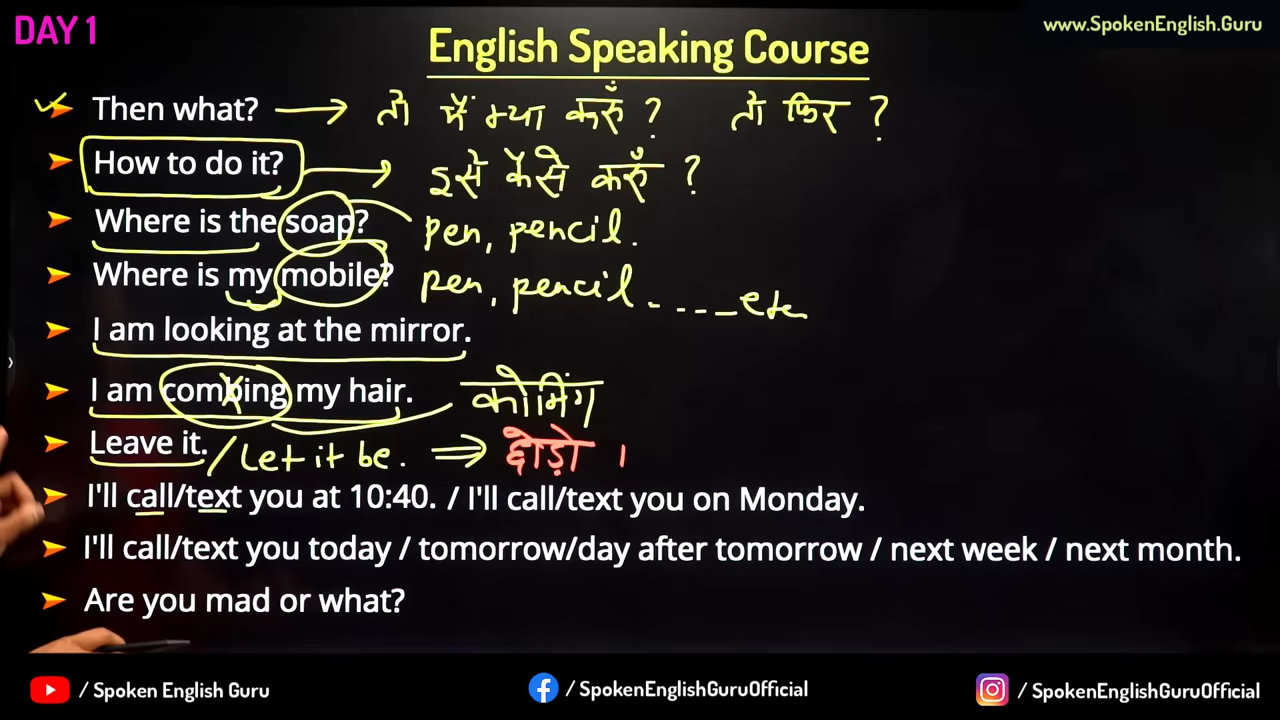 DAY 1
www.SpokenEnglish.Guru
English Speaking Course
Then what? → तो मैं क्या करूँ ? तो फिर ?
How to do it? → इसे कैसे करूँ ?
Where is the soap? pen, pencil.
Where is my mobile? pen, pencil - - - - etc
I am looking at the mirror.
I am combing my hair. कोमिंग
Leave it. / Let it be. ⇒ छोड़ो ।
I'll call/text you at 10:40. / I'll call/text you on Monday.
I'll call/text you today / tomorrow/day after tomorrow / next week / next month.
Are you mad or what?
/ Spoken English Guru / SpokenEnglishGuruOfficial / SpokenEnglishGuruOfficial